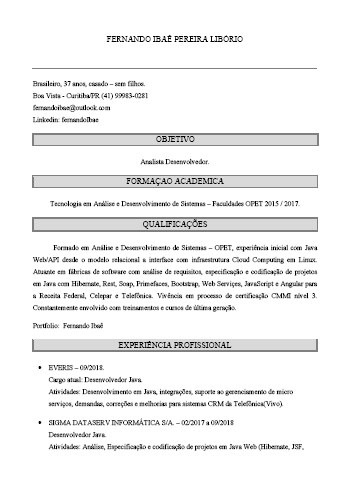 FERNANDO IBAÊ PEREIRA LIBÓRIO
Brasileiro, 37 anos, casado – sem filhos.
Boa Vista - Curitiba/PR (41) 99983-0281
fernandoibae@outlook.com
Linkedin: fernandoIbae
OBJETIVO
Analista Desenvolvedor.
FORMAÇAO ACADEMICA
Tecnologia em Análise e Desenvolvimento de Sistemas – Faculdades OPET 2015 / 2017.
QUALIFICAÇÕES
Formado em Análise e Desenvolvimento de Sistemas – OPET, experiência inicial com Java
Web/API desde o modelo relacional a interface com infraestrutura Cloud Computing em Linux.
Atuante em fábricas de software com análise de requisitos, especificação e codificação de projetos
em Java com Hibernate, Rest, Soap, Primefaces, Bootstrap, Web Services, JavaScript e Angular para
a Receita Federal, Celepar e Telefônica. Vivência em processo de certificação CMMI nível 3.
Constantemente envolvido com treinamentos e cursos de última geração.
Portfolio: Fernando Ibaê
EXPERIÊNCIA PROFISSIONAL
• EVERIS – 09/2018.
Cargo atual: Desenvolvedor Java.
Atividades: Desenvolvimento em Java, integrações, suporte ao gerenciamento de micro
serviços, demandas, correções e melhorias para sistemas CRM da Telefônica(Vivo).
• SIGMA DATASERV INFORMÁTICA S/A. – 02/2017 a 09/2018
Desenvolvedor Java.
Atividades: Análise, Especificação e codificação de projetos em Java Web (Hibernate, JSF,